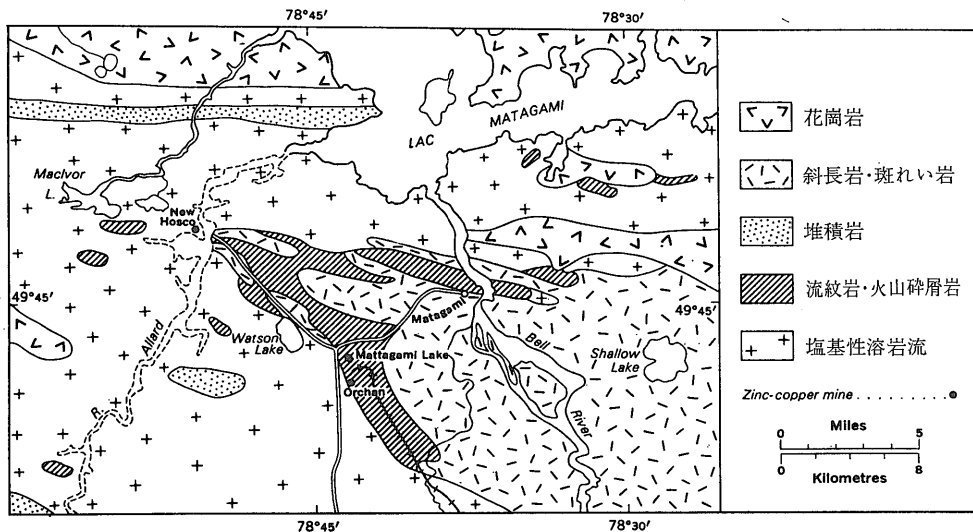 78°45′
78°30′
LAC
MATAGAMI
MacIvor
L.
New
Hosco
49°45′
Matagami
49°45′
Allard
R.
Watson
Lake
Mattagami Lake
Orchan
Bell
River
Shallow
Lake
78°45′
78°30′
花崗岩
斜長岩・斑れい岩
堆積岩
流紋岩・火山砕屑岩
塩基性溶岩流
Zinc-copper mine
Miles
0 5
0 8
Kilometres